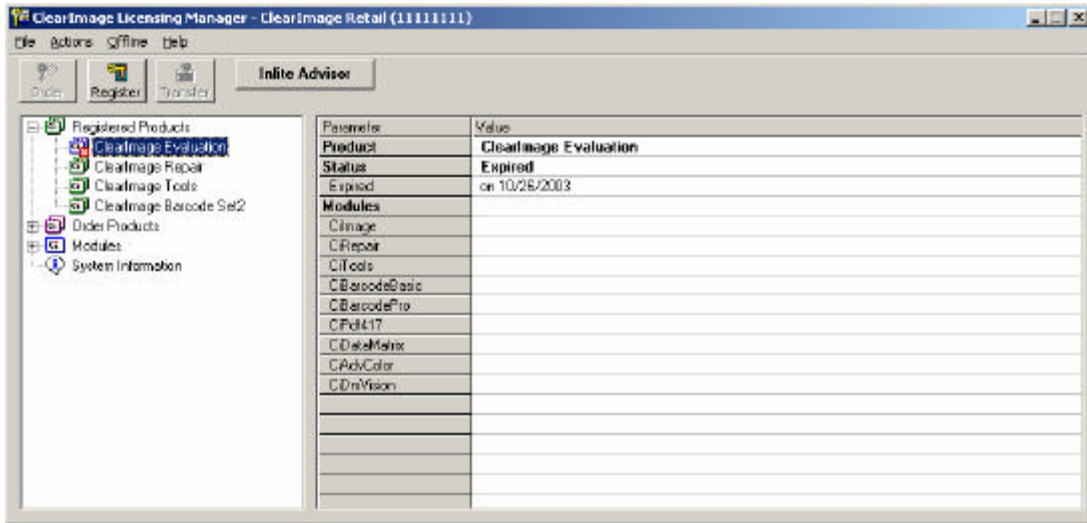 ClearImage Licensing Manager - ClearImage Retail (11111111)
File Actions Offline Help
Order Register Transfer Inlite Advisor
Registered Products
ClearImage Evaluation
ClearImage Repair
ClearImage Tools
ClearImage Barcode Set2
Order Products
Modules
System Information
Parameter Value
Product ClearImage Evaluation
Status Expired
Expired on 10/26/2003
Modules
CiImage
CiRepair
CiTools
CiBarcodeBasic
CiBarcodePro
CiPdf417
CiDataMatrix
CiAdvColor